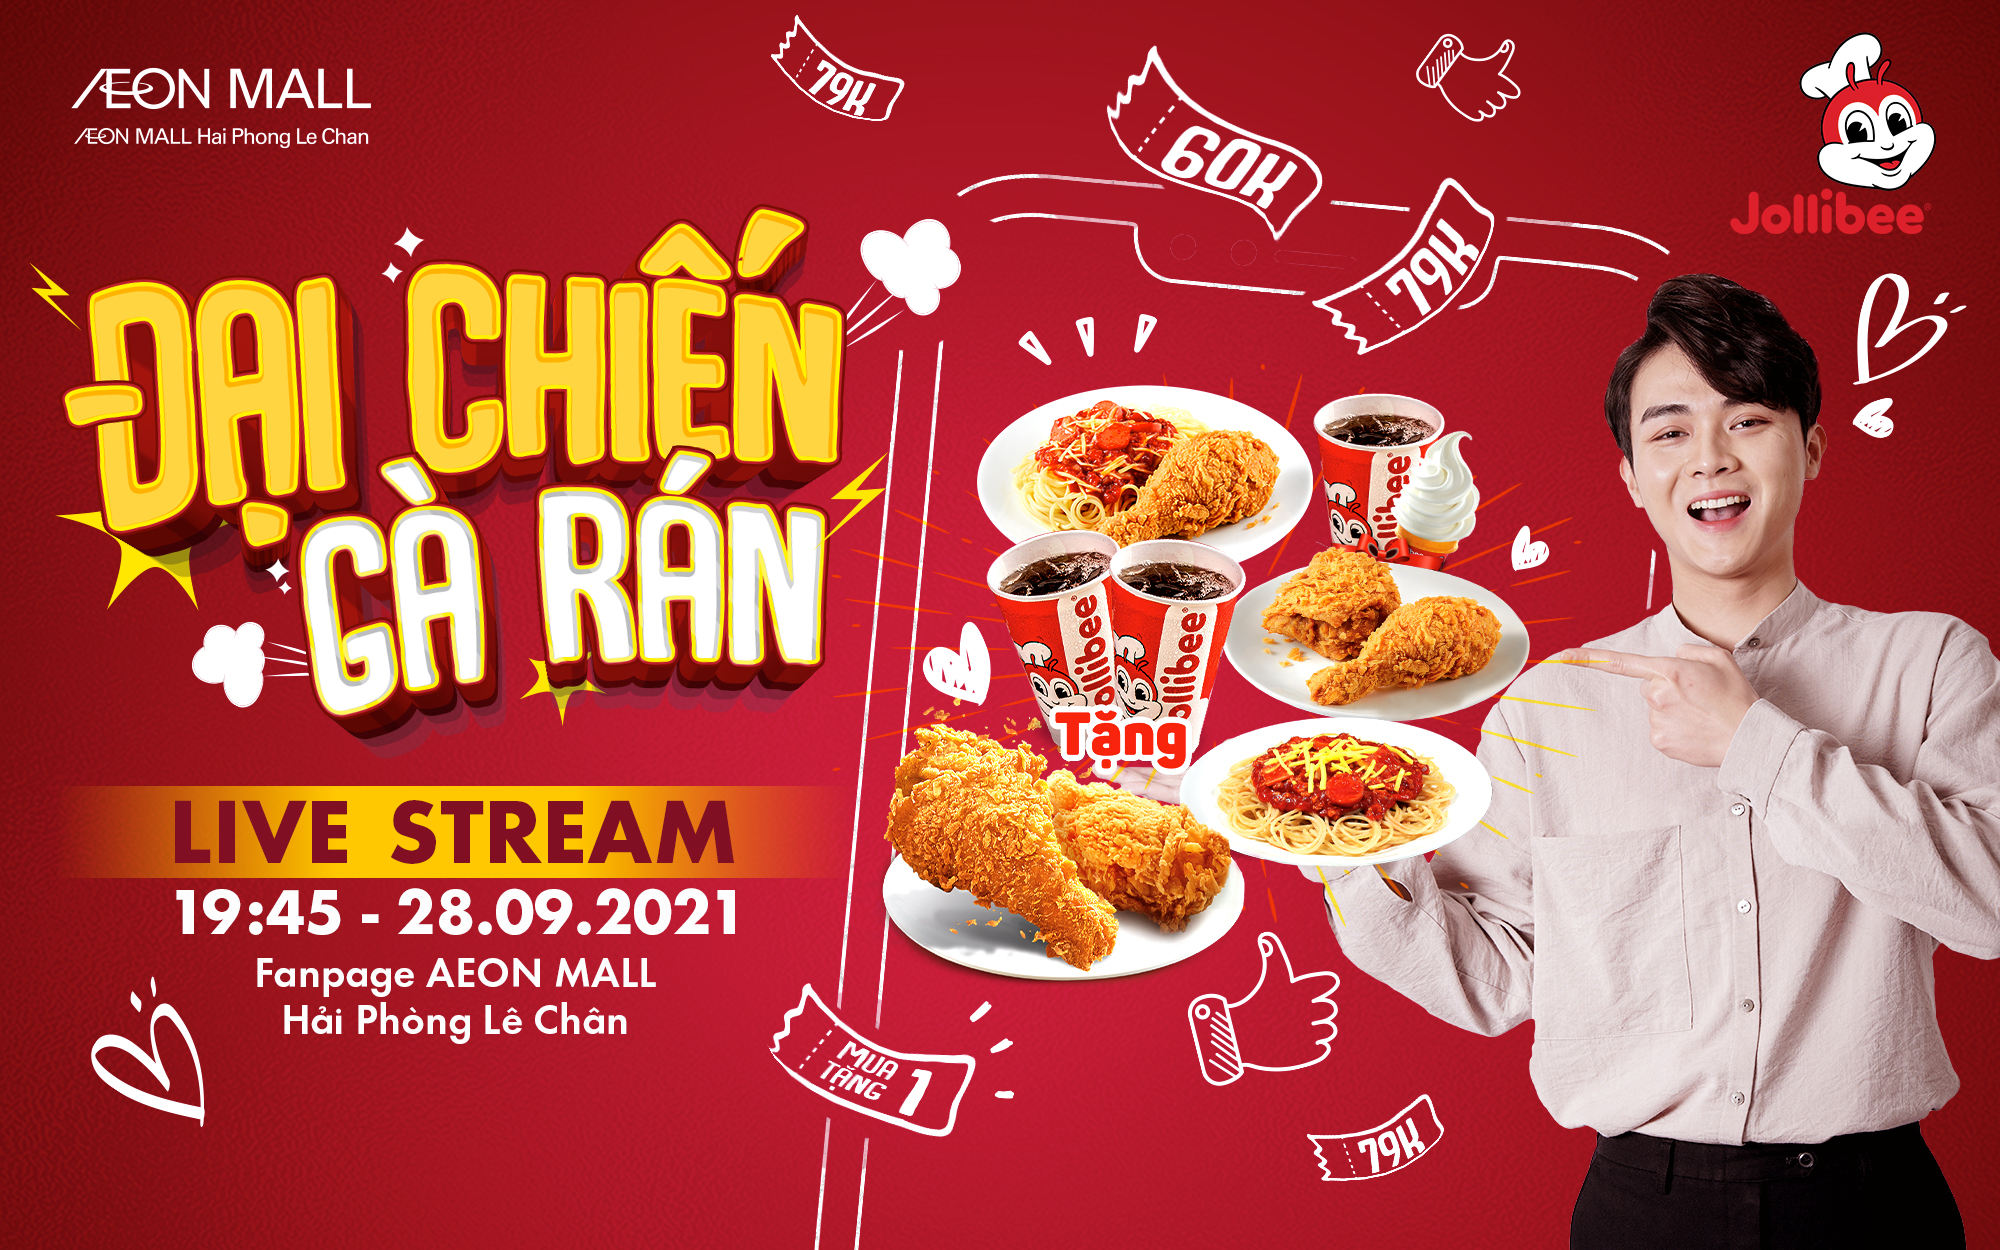 ÆON MALL
ÆON MALL Hai Phong Le Chan
79K
60K
79K
Jollibee
ĐẠI CHIẾN
GÀ RÁN
LIVE STREAM
19:45 - 28.09.2021
Fanpage AEON MALL
Hải Phòng Lê Chân
Jollibee
Jollibee
Jollibee
Tặng
MUA 1
TẶNG
79K